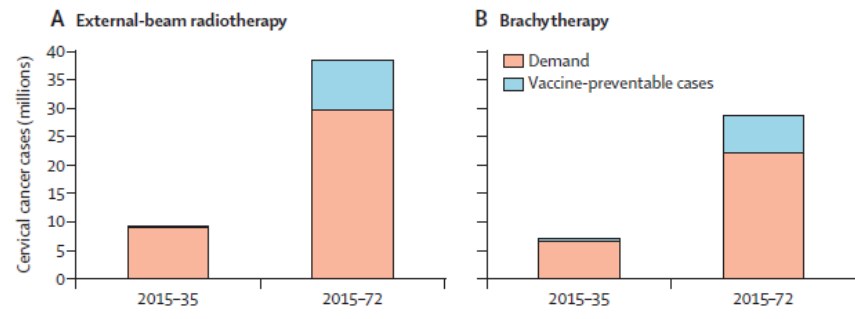 A External-beam radiotherapy
Cervical cancer cases (millions)
40
35
30
25
20
15
10
5
0
2015–35
2015–72
B Brachytherapy
Demand
Vaccine-preventable cases
2015–35
2015–72